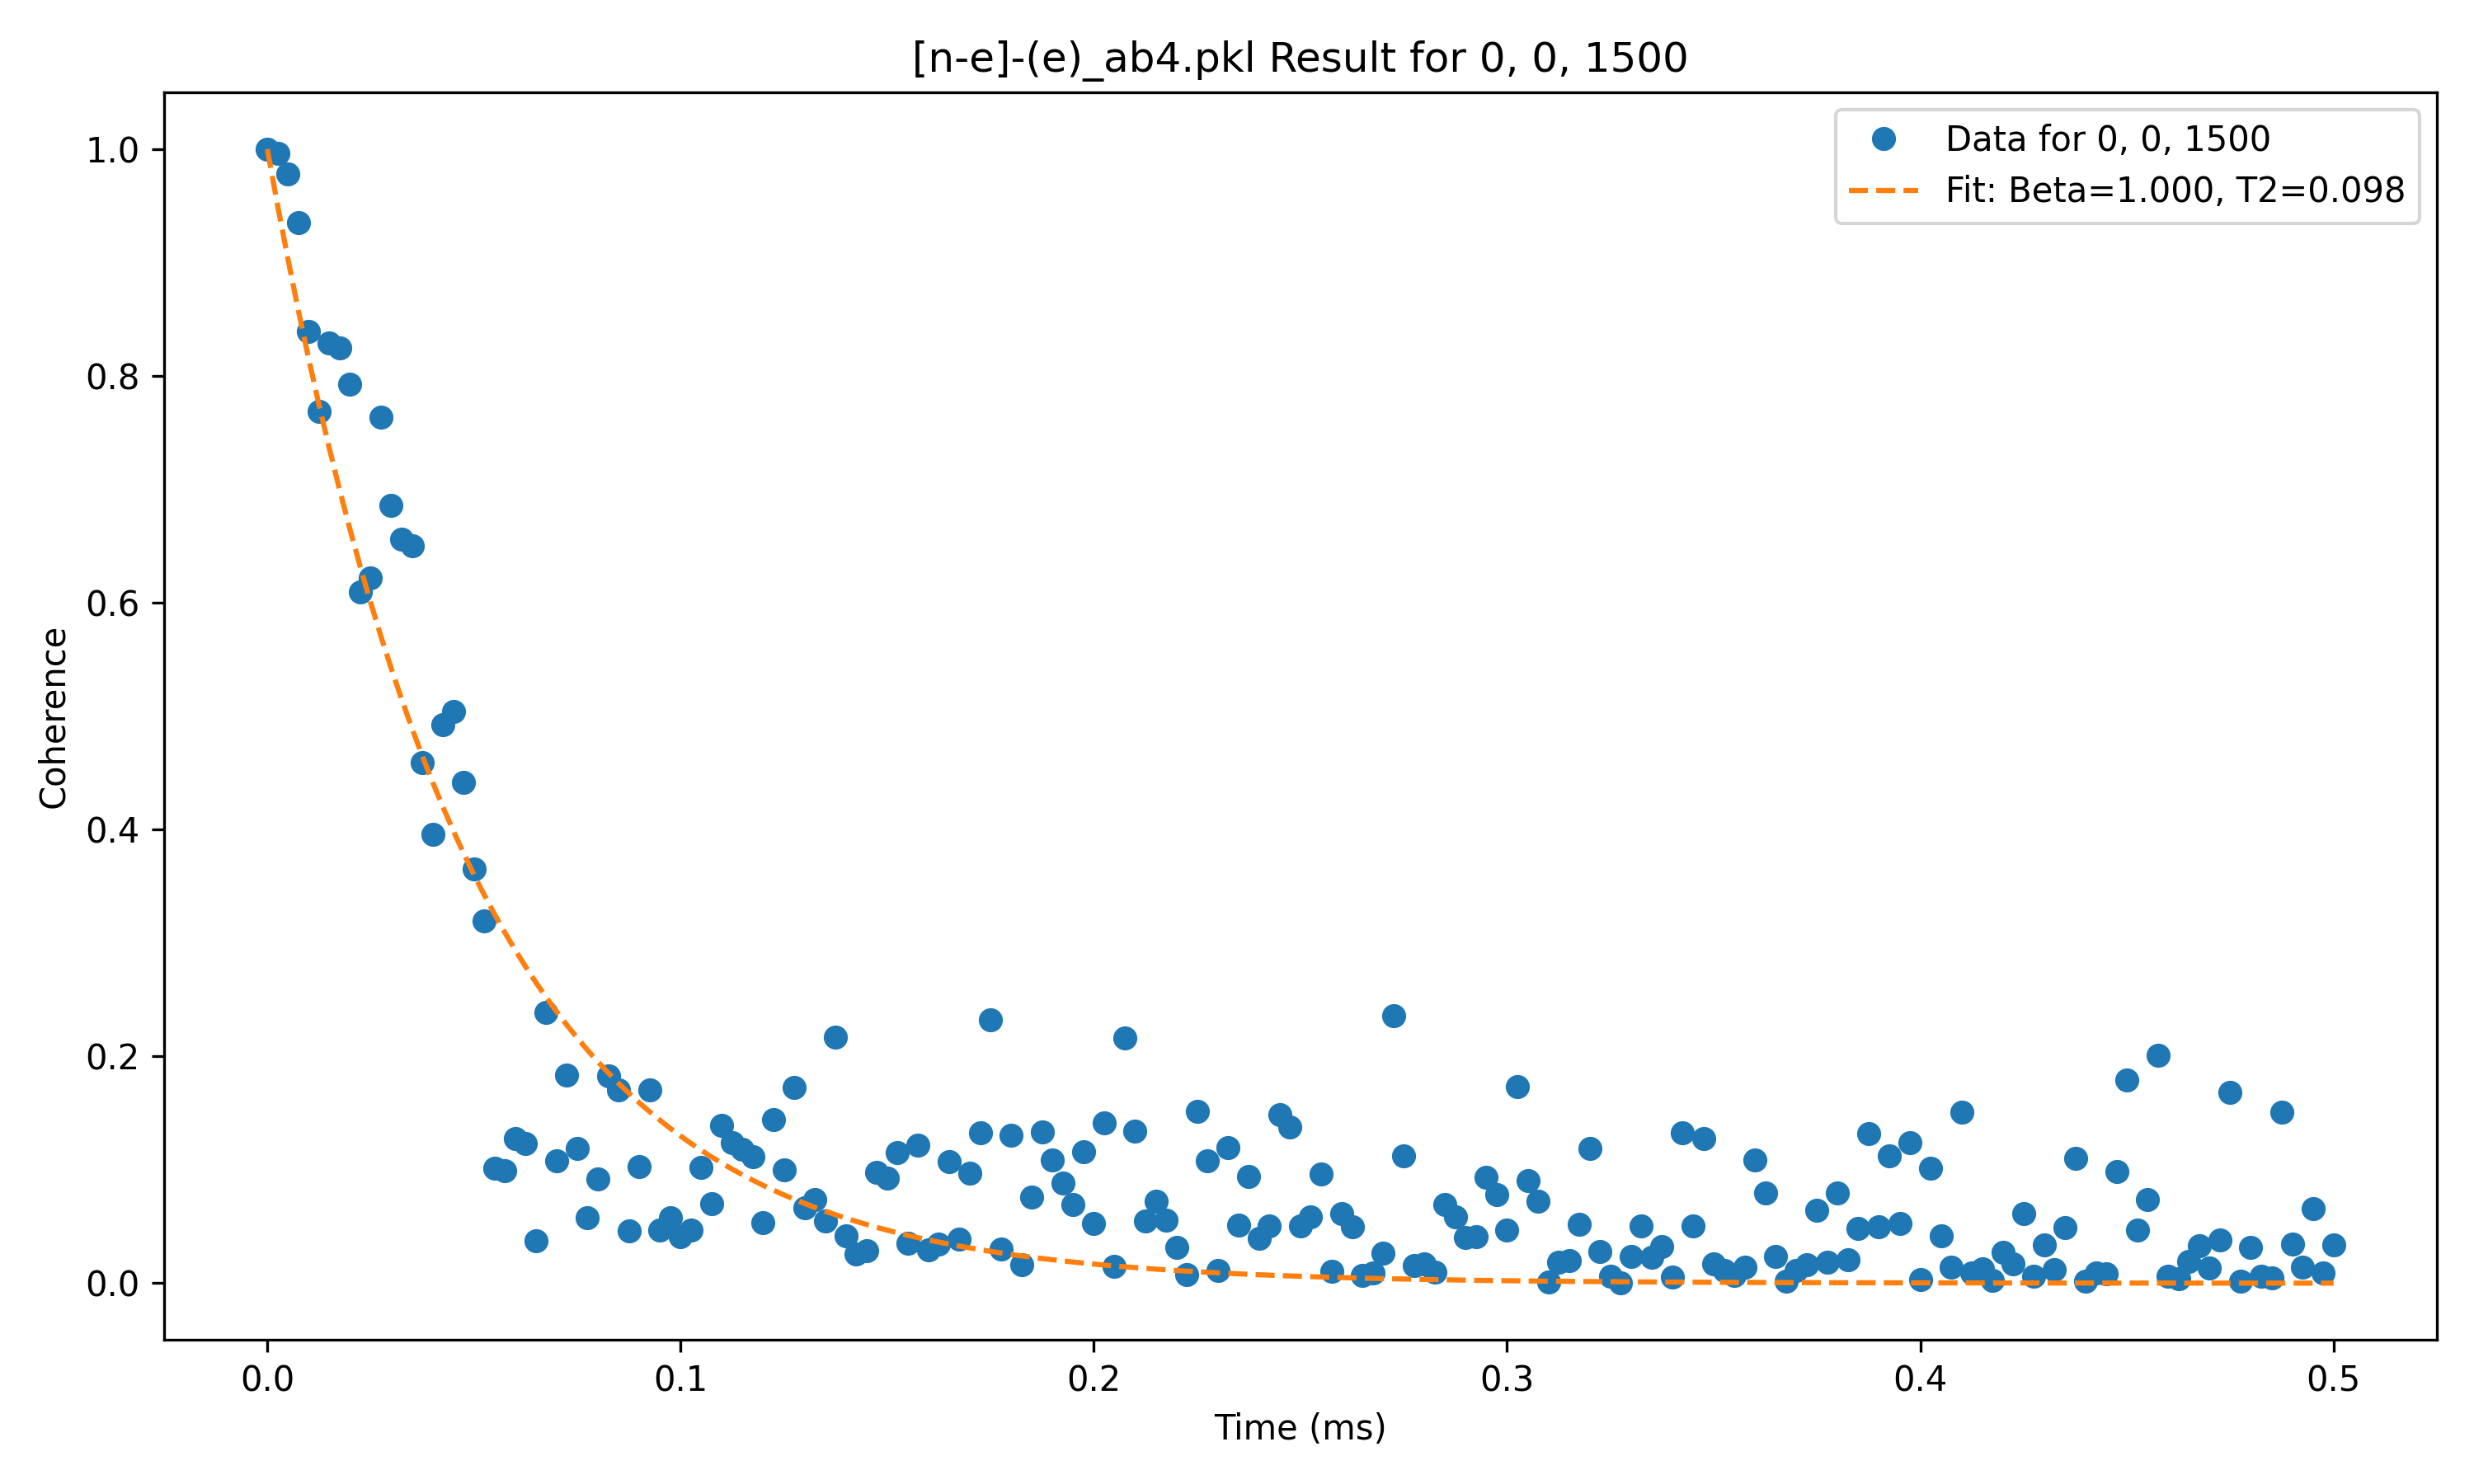 [n-e]-(e)_ab4.pkl Result for 0, 0, 1500
Data for 0, 0, 1500
Fit: Beta=1.000, T2=0.098
Coherence
1.0
0.8
0.6
0.4
0.2
0.0
0.0 0.1 0.2 0.3 0.4 0.5
Time (ms)